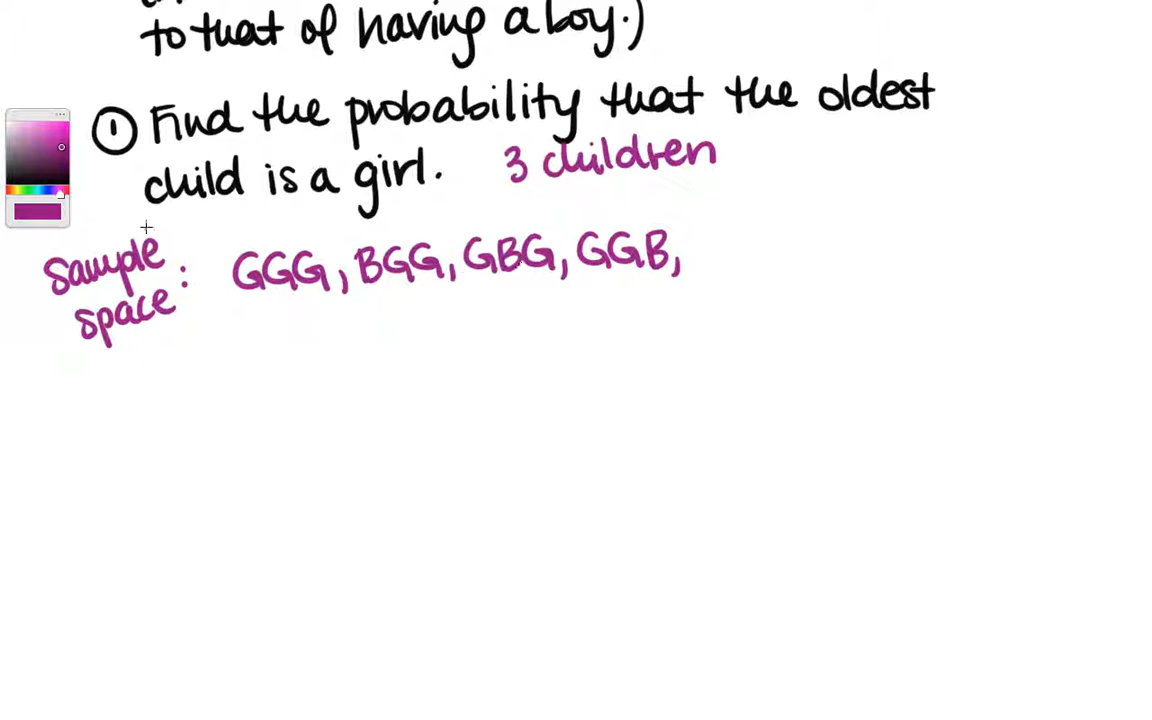 to that of having a boy.)
① Find the probability that the oldest
child is a girl. 3 children
Sample space: GGG, BGG, GBG, GGB,